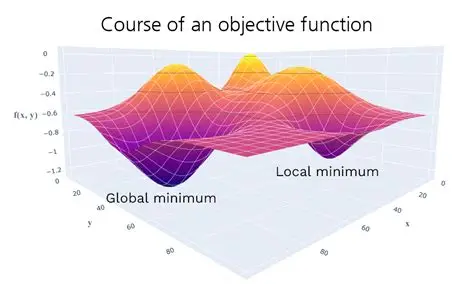 Course of an objective function
0
−0.2
−0.4
f(x, y)
−0.6
−0.8
−1
−1.2
0
20
40
60
80
y
Global minimum
Local minimum
0
20
40
60
80
x